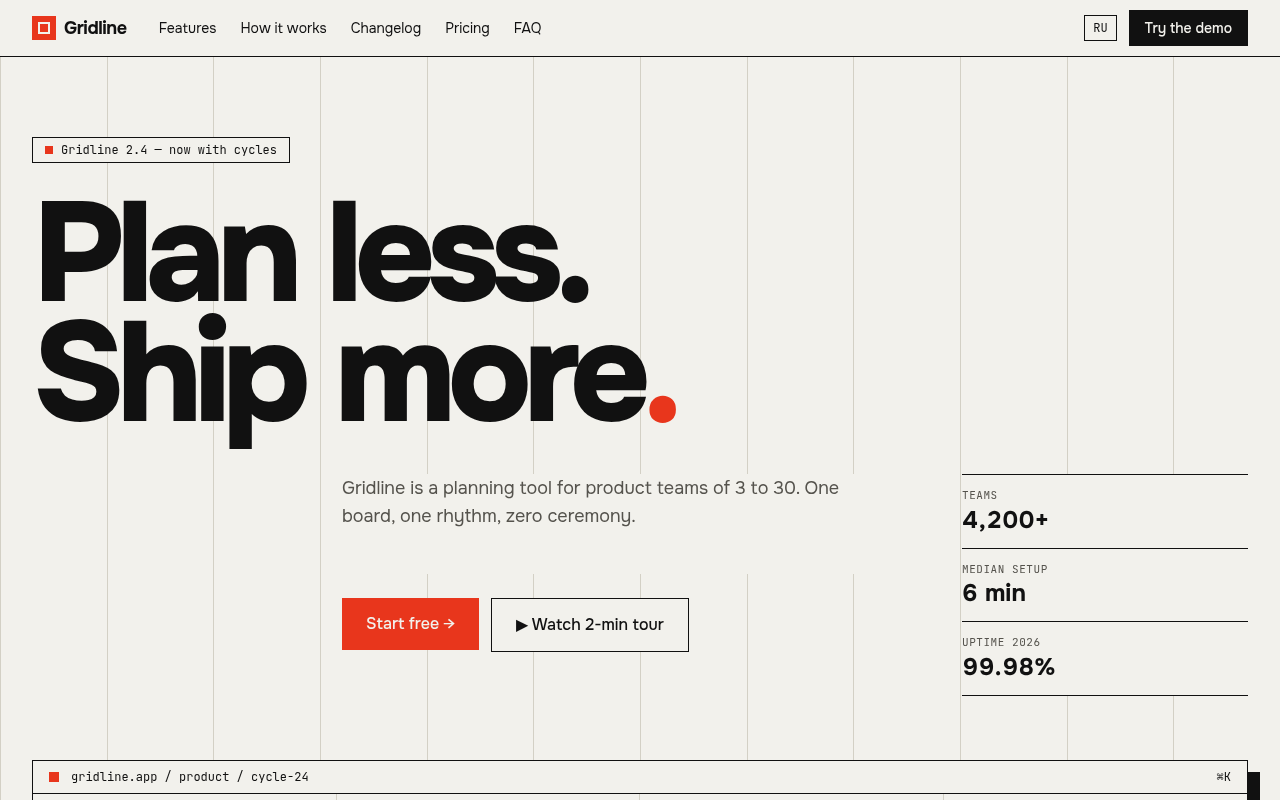 Gridline
Features
How it works
Changelog
Pricing
FAQ
RU
Try the demo
Gridline 2.4 — now with cycles
Plan less.
Ship more.
Gridline is a planning tool for product teams of 3 to 30. One
board, one rhythm, zero ceremony.
Start free →
▶ Watch 2-min tour
TEAMS
4,200+
MEDIAN SETUP
6 min
UPTIME 2026
99.98%
gridline.app / product / cycle-24
⌘K